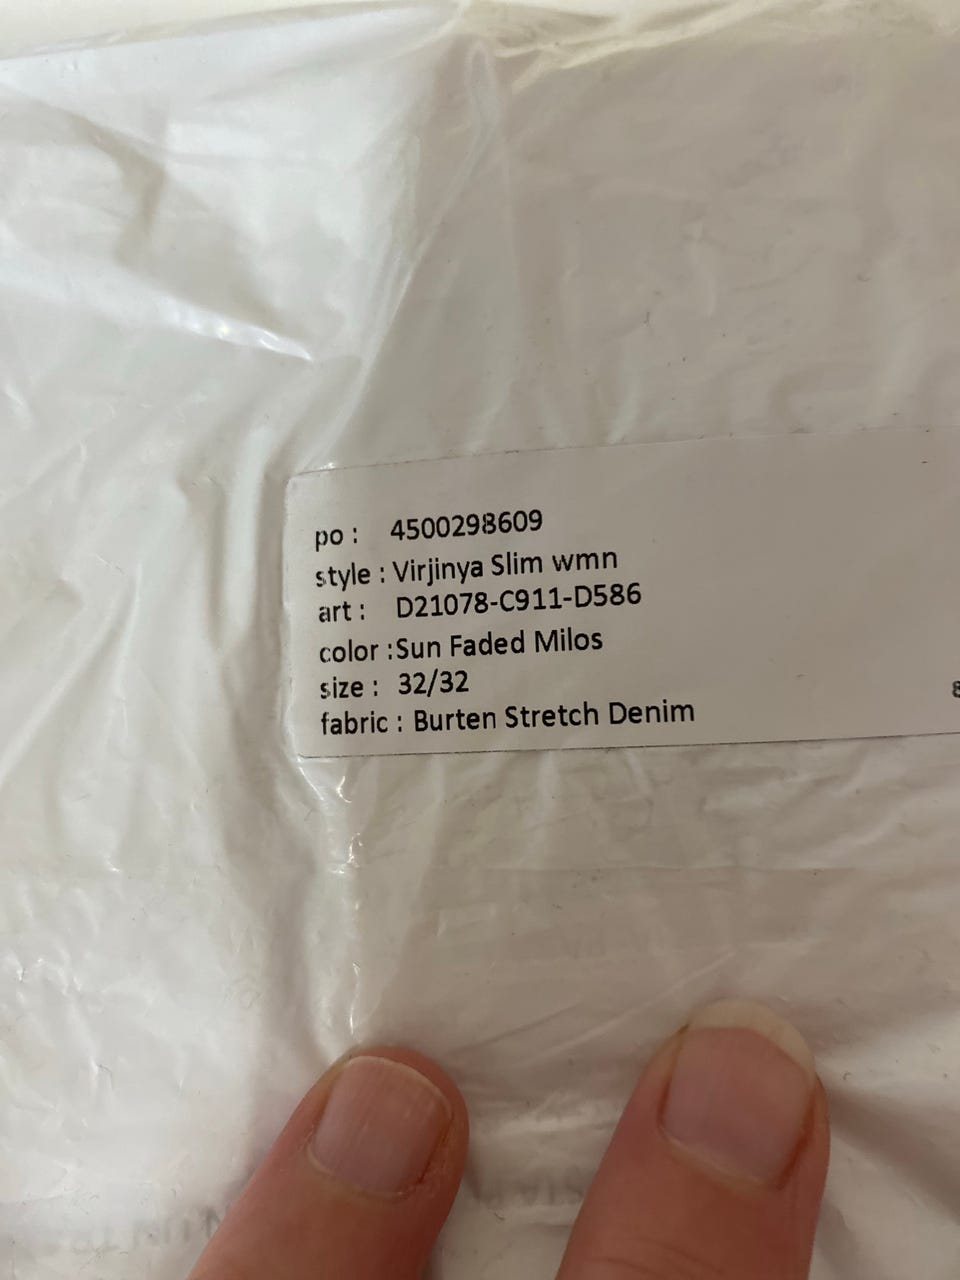 po : 4500298609
style : Virjinya Slim wmn
art : D21078-C911-D586
color :Sun Faded Milos
size : 32/32
fabric : Burten Stretch Denim